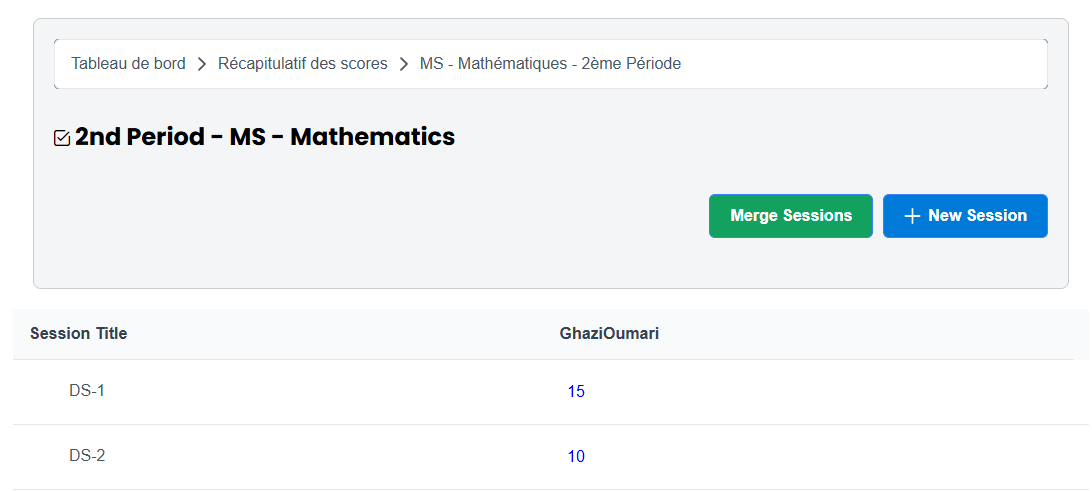 Tableau de bord > Récapitulatif des scores > MS - Mathématiques - 2ème Période
2nd Period - MS - Mathematics
Merge Sessions + New Session
Session Title GhaziOumari
DS-1 15
DS-2 10